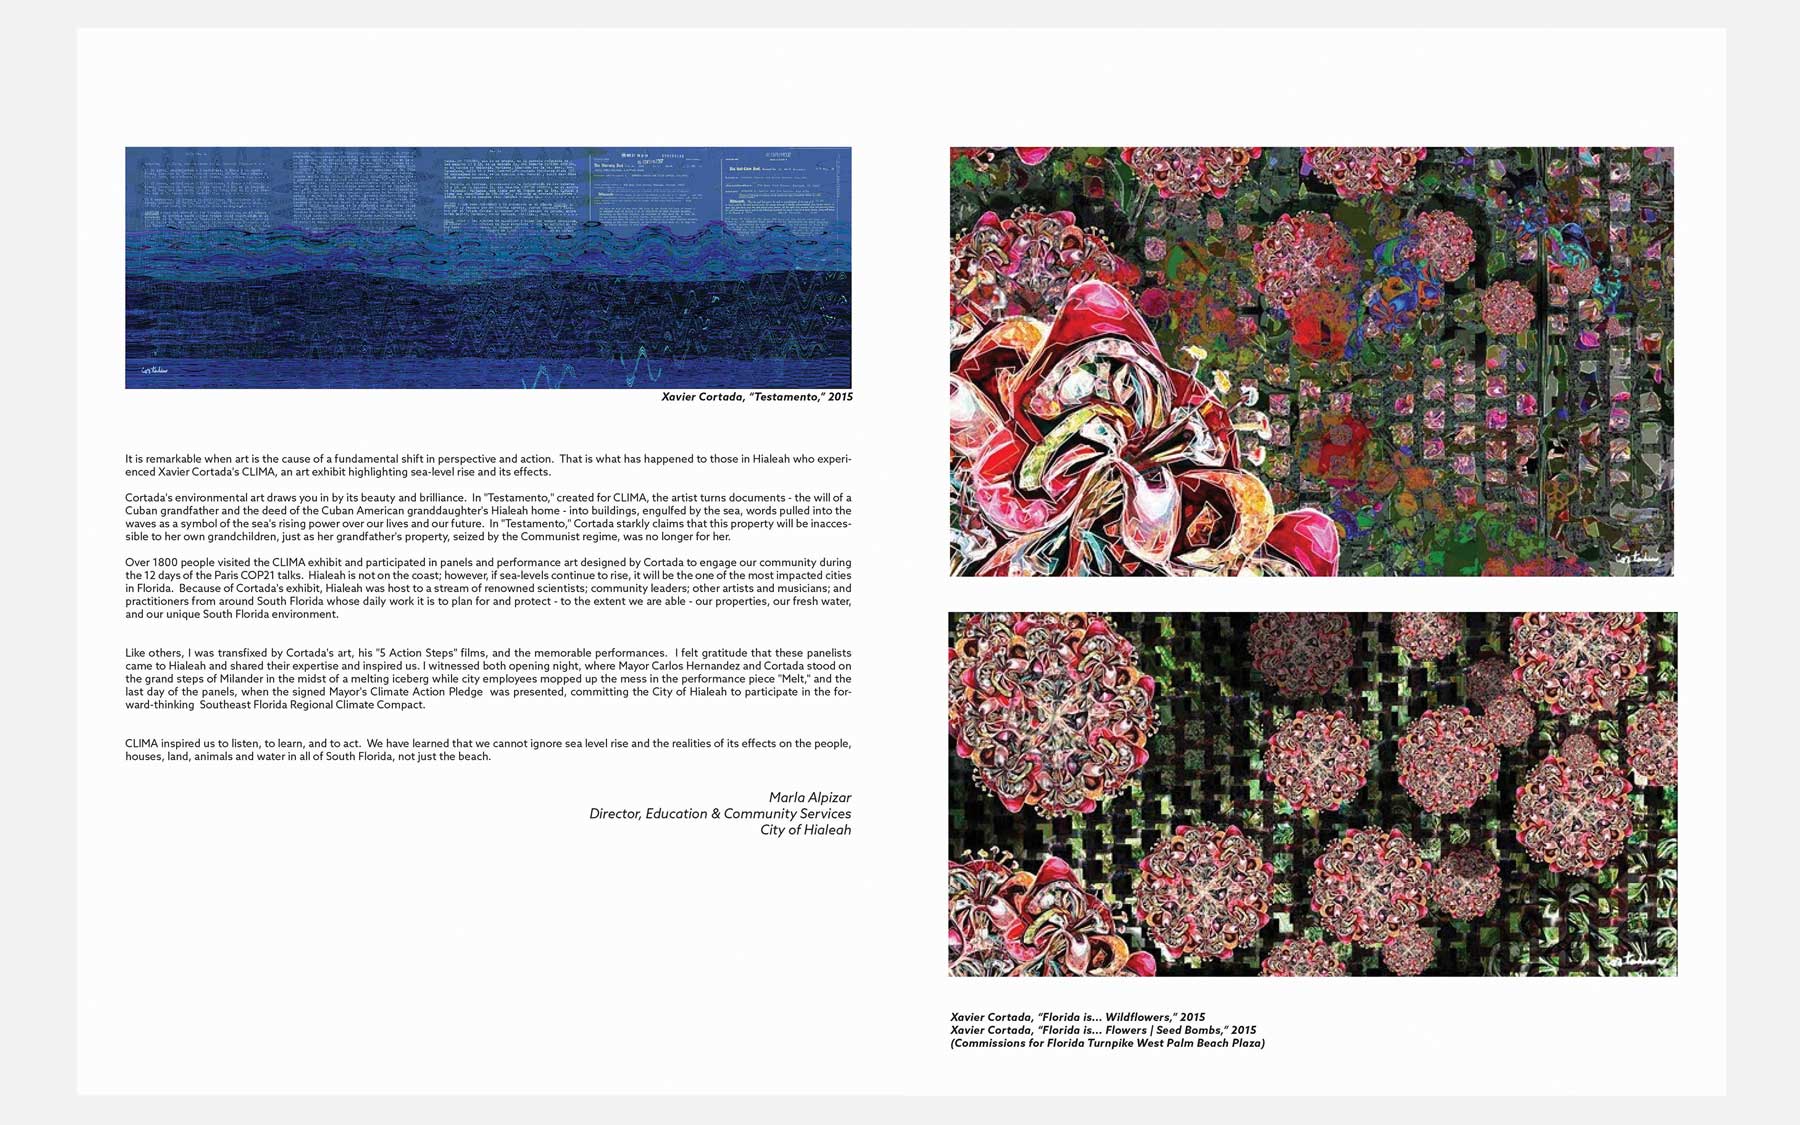 Cortada
Xavier Cortada, “Testamento,” 2015
It is remarkable when art is the cause of a fundamental shift in perspective and action.  That is what has happened to those in Hialeah who experi-
enced Xavier Cortada's CLIMA, an art exhibit highlighting sea-level rise and its effects.
Cortada's environmental art draws you in by its beauty and brilliance.  In "Testamento," created for CLIMA, the artist turns documents - the will of a
Cuban grandfather and the deed of the Cuban American granddaughter's Hialeah home - into buildings, engulfed by the sea, words pulled into the
waves as a symbol of the sea's rising power over our lives and our future.  In "Testamento," Cortada starkly claims that this property will be inacces-
sible to her own grandchildren, just as her grandfather's property, seized by the Communist regime, was no longer for her.
Over 1800 people visited the CLIMA exhibit and participated in panels and performance art designed by Cortada to engage our community during
the 12 days of the Paris COP21 talks.  Hialeah is not on the coast; however, if sea-levels continue to rise, it will be the one of the most impacted cities
in Florida.  Because of Cortada's exhibit, Hialeah was host to a stream of renowned scientists; community leaders; other artists and musicians; and
practitioners from around South Florida whose daily work it is to plan for and protect - to the extent we are able - our properties, our fresh water,
and our unique South Florida environment.
Like others, I was transfixed by Cortada's art, his "5 Action Steps" films, and the memorable performances.  I felt gratitude that these panelists
came to Hialeah and shared their expertise and inspired us. I witnessed both opening night, where Mayor Carlos Hernandez and Cortada stood on
the grand steps of Milander in the midst of a melting iceberg while city employees mopped up the mess in the performance piece "Melt," and the
last day of the panels, when the signed Mayor's Climate Action Pledge  was presented, committing the City of Hialeah to participate in the for-
ward-thinking  Southeast Florida Regional Climate Compact.
CLIMA inspired us to listen, to learn, and to act.  We have learned that we cannot ignore sea level rise and the realities of its effects on the people,
houses, land, animals and water in all of South Florida, not just the beach.
Marla Alpizar
Director, Education & Community Services
City of Hialeah
Cortada
Cortada
Xavier Cortada, “Florida is... Wildflowers,” 2015
Xavier Cortada, “Florida is... Flowers | Seed Bombs,” 2015
(Commissions for Florida Turnpike West Palm Beach Plaza)